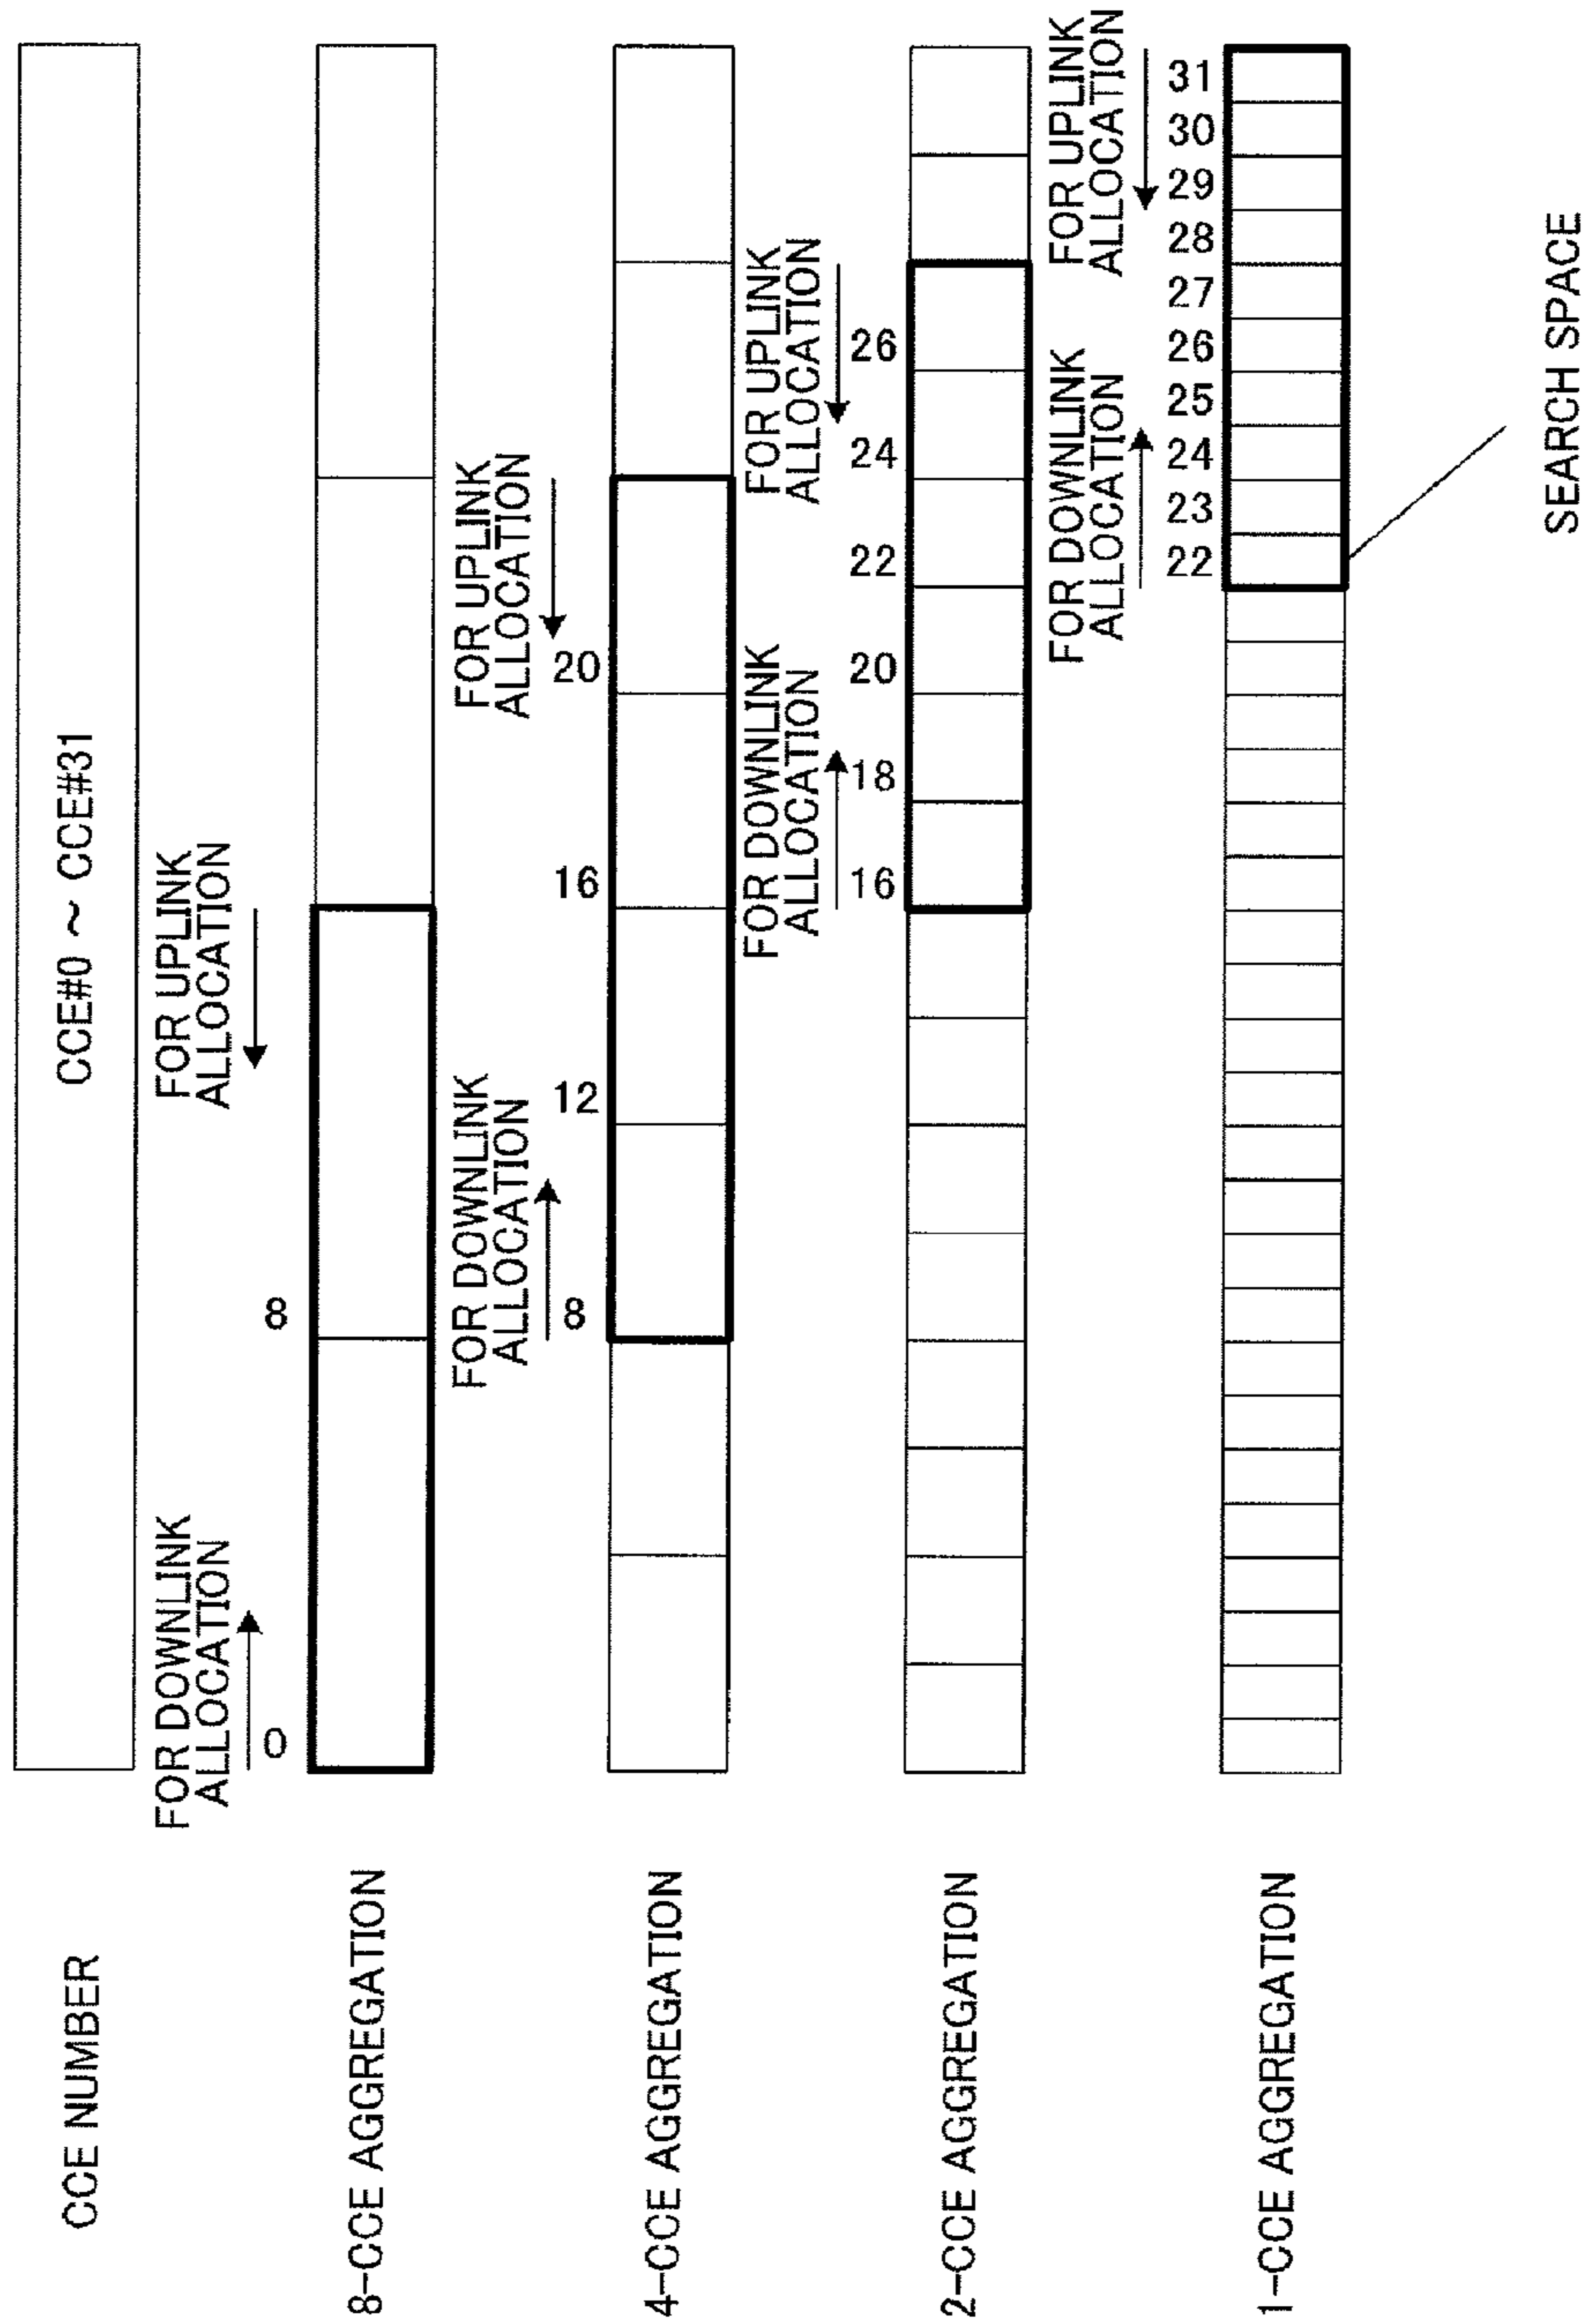 CCE NUMBER
CCE#0 ~ CCE#31
FOR DOWNLINK
ALLOCATION
FOR UPLINK
ALLOCATION
0
8
8-CCE AGGREGATION
FOR DOWNLINK
ALLOCATION
FOR UPLINK
ALLOCATION
8
12
16
20
4-CCE AGGREGATION
FOR DOWNLINK
ALLOCATION
FOR UPLINK
ALLOCATION
16
18
20
22
24
26
2-CCE AGGREGATION
FOR DOWNLINK
ALLOCATION
FOR UPLINK
ALLOCATION
22
23
24
25
26
27
28
29
30
31
1-CCE AGGREGATION
SEARCH SPACE